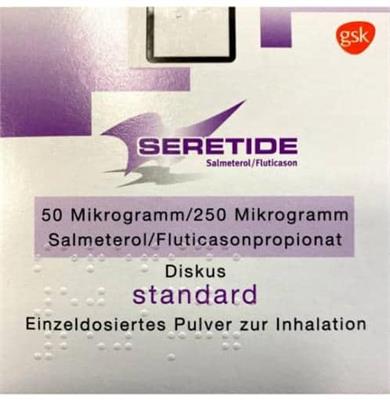 gsk
SERETIDE
Salmeterol/Fluticason
50 Mikrogramm/250 Mikrogramm
Salmeterol/Fluticasonpropionat
Diskus
standard
Einzeldosiertes Pulver zur Inhalation